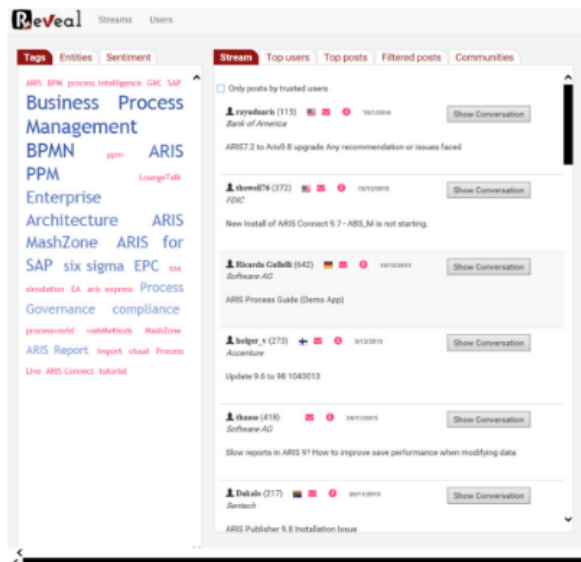 Reveal Streams Users
Tags Entities Sentiment
ARIS BPM process intelligence GRC SAP
Business Process
Management
BPMN ppm ARIS
PPM LoungeTalk
Enterprise
Architecture ARIS
MashZone ARIS for
SAP six sigma EPC soa
simulation EA aris express Process
Governance compliance
processworld webMethods MashZone
ARIS Report import cloud Process
Live ARIS Connect tutorial
Stream Top users Top posts Filtered posts Communities
Only posts by trusted users
rayuduaris (115) 10/1/2016 Show Conversation
Bank of America
ARIS7.2 to Aris9.8 upgrade Any recommendation or issues faced
thewolf76 (372) 15/12/2015 Show Conversation
FDIC
New Install of ARIS Connect 9.7 - ABS_M is not starting.
Ricarda Gallelli (642) 10/12/2015 Show Conversation
Software AG
ARIS Process Guide (Demo App)
holger_v (273) 3/12/2015 Show Conversation
Accenture
Update 9.6 to 98 1043013
(418) Show Conversation
Software AG
Slow reports in ARIS 9? How to improve save performance when modifying data
Dakalo (217) Show Conversation
Sentech
ARIS Publisher 9.8 Installation Issue